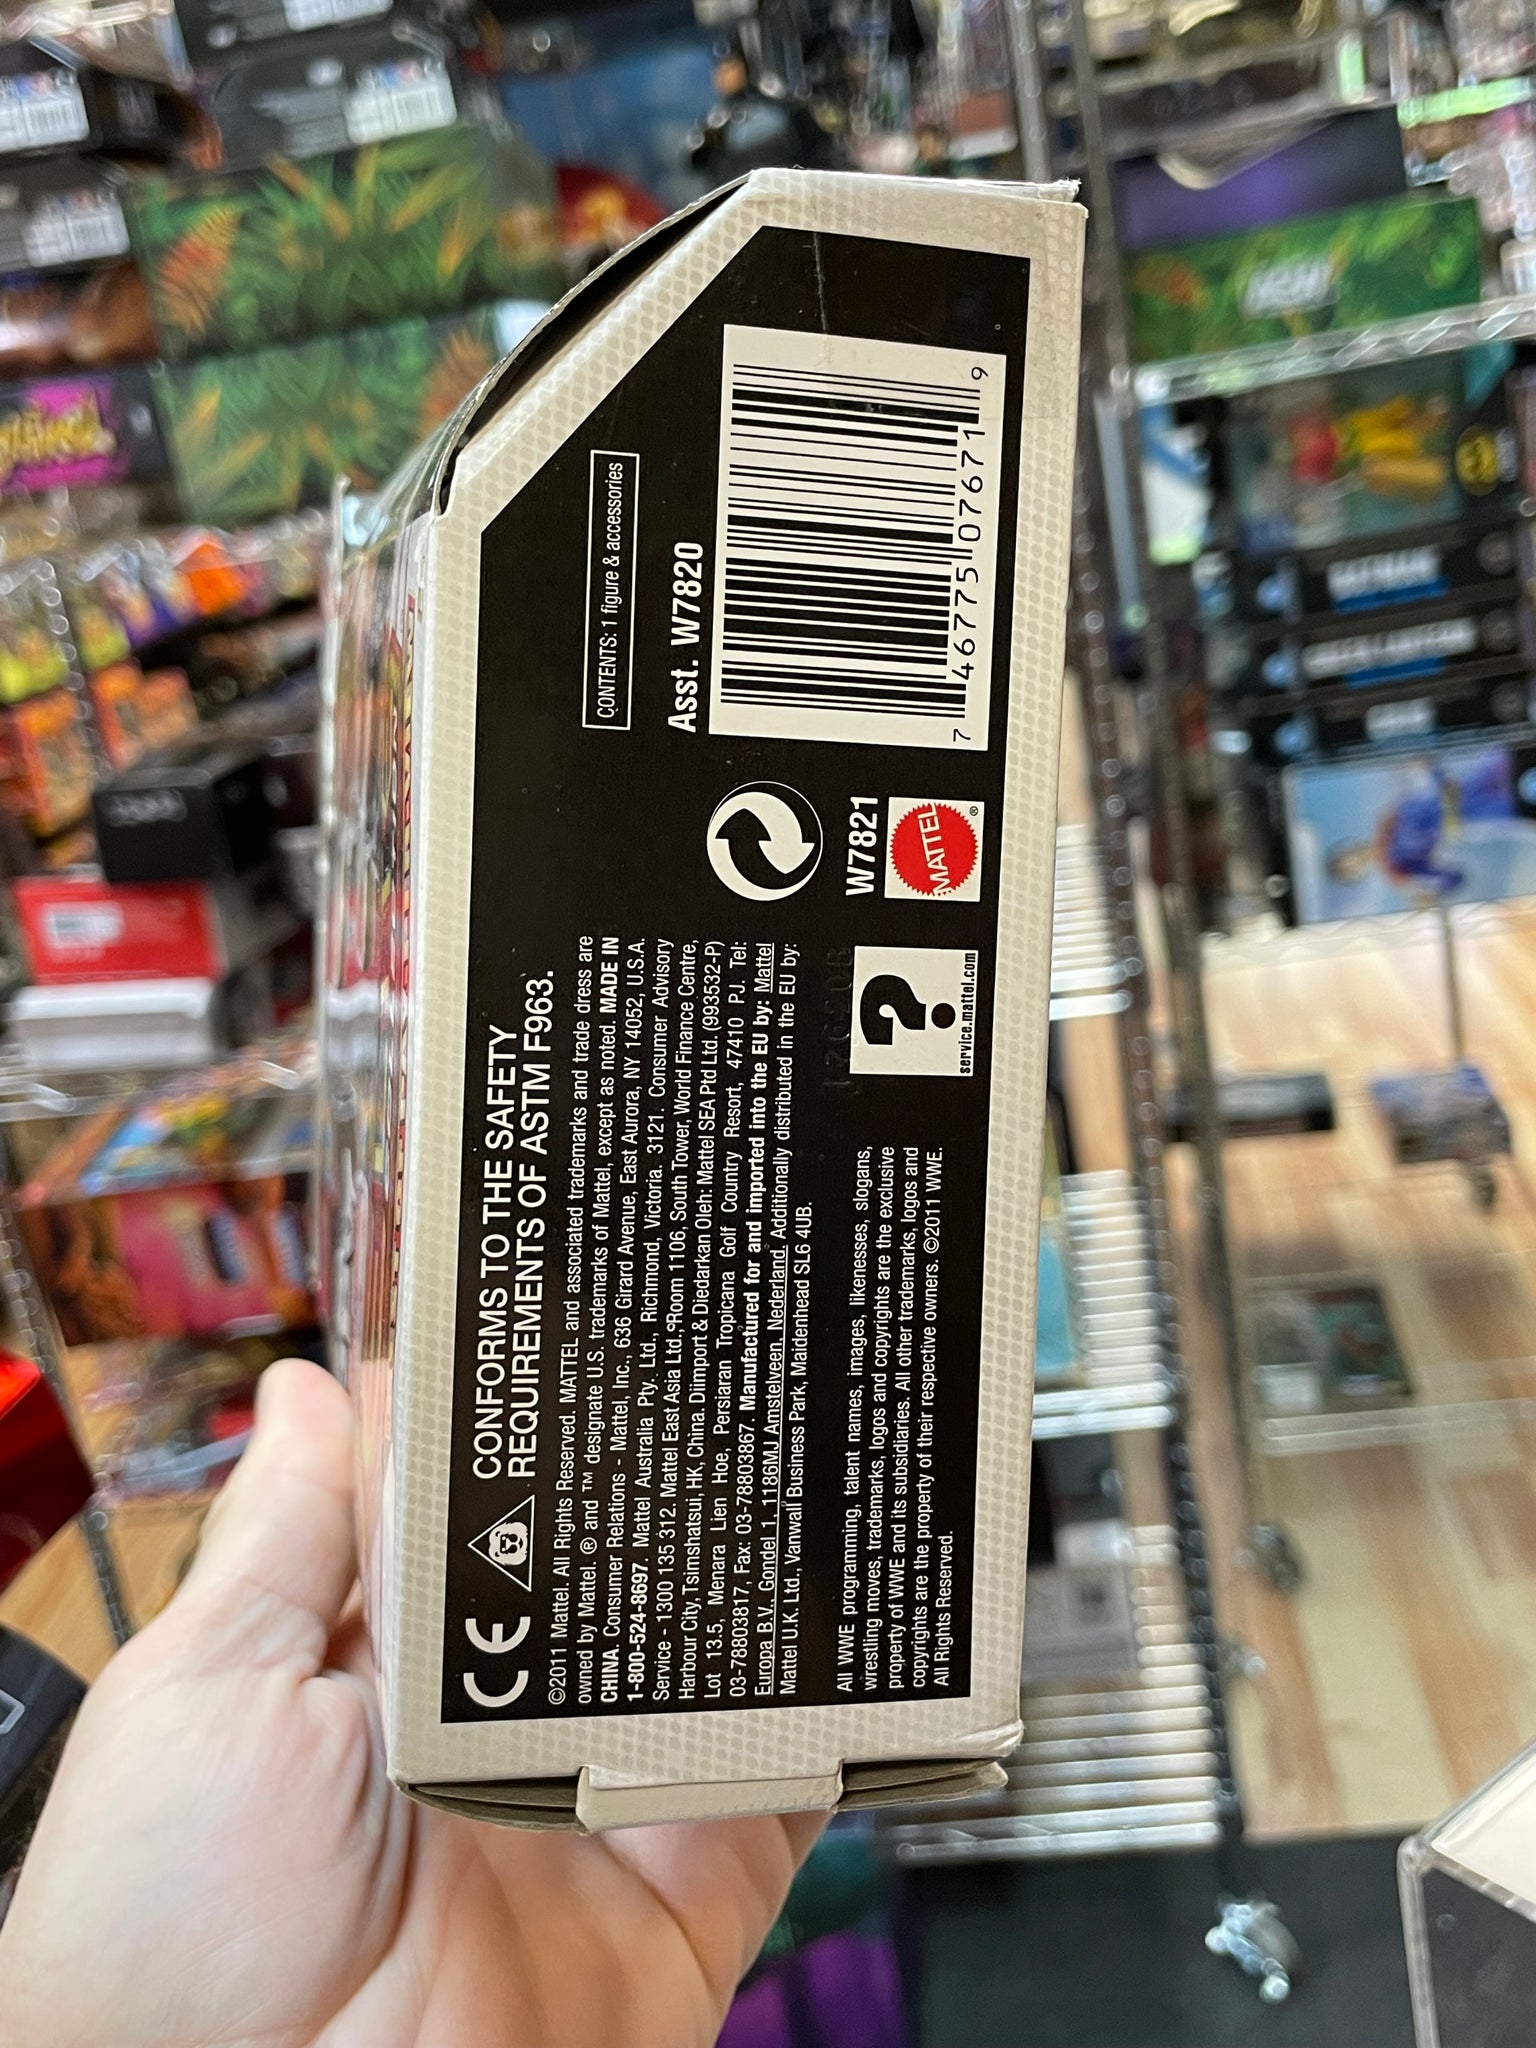 CE CONFORMS TO THE SAFETY
REQUIREMENTS OF ASTM F963.
©2011 Mattel. All Rights Reserved. MATTEL and associated trademarks and trade dress are
owned by Mattel. ® and ™ designate U.S. trademarks of Mattel, except as noted. MADE IN
CHINA. Consumer Relations - Mattel, Inc., 636 Girard Avenue, East Aurora, NY 14052, U.S.A.
1-800-524-8697. Mattel Australia Pty., Ltd., Richmond, Victoria. 3121. Consumer Advisory
Service - 1300 135 312. Mattel East Asia Ltd., Room 1106, South Tower, World Finance Centre,
Harbour City, Tsimshatsui, HK, China. Diimport & Diedarkan Oleh: Mattel SEA Ptd Ltd. (993532-P)
Lot 13.5, Menara Lien Hoe, Persiaran Tropicana Golf Country Resort, 47410 PJ. Tel:
03-78803817, Fax: 03-78803867. Manufactured for and imported into the EU by: Mattel
Europa B.V. Gondel 1, 1186MJ Amstelveen, Nederland. Additionally distributed in the EU by:
Mattel U.K. Ltd., Vanwall Business Park, Maidenhead SL6 4UB.
All WWE programming, talent names, images, likenesses, slogans,
wrestling moves, trademarks, logos and copyrights are the exclusive
property of WWE and its subsidiaries. All other trademarks, logos and
copyrights are the property of their respective owners. ©2011 WWE.
All Rights Reserved.
?
service.mattel.com
W7821
MATTEL®
CONTENTS: 1 figure & accessories
Asst. W7820
7 46775 07671 9